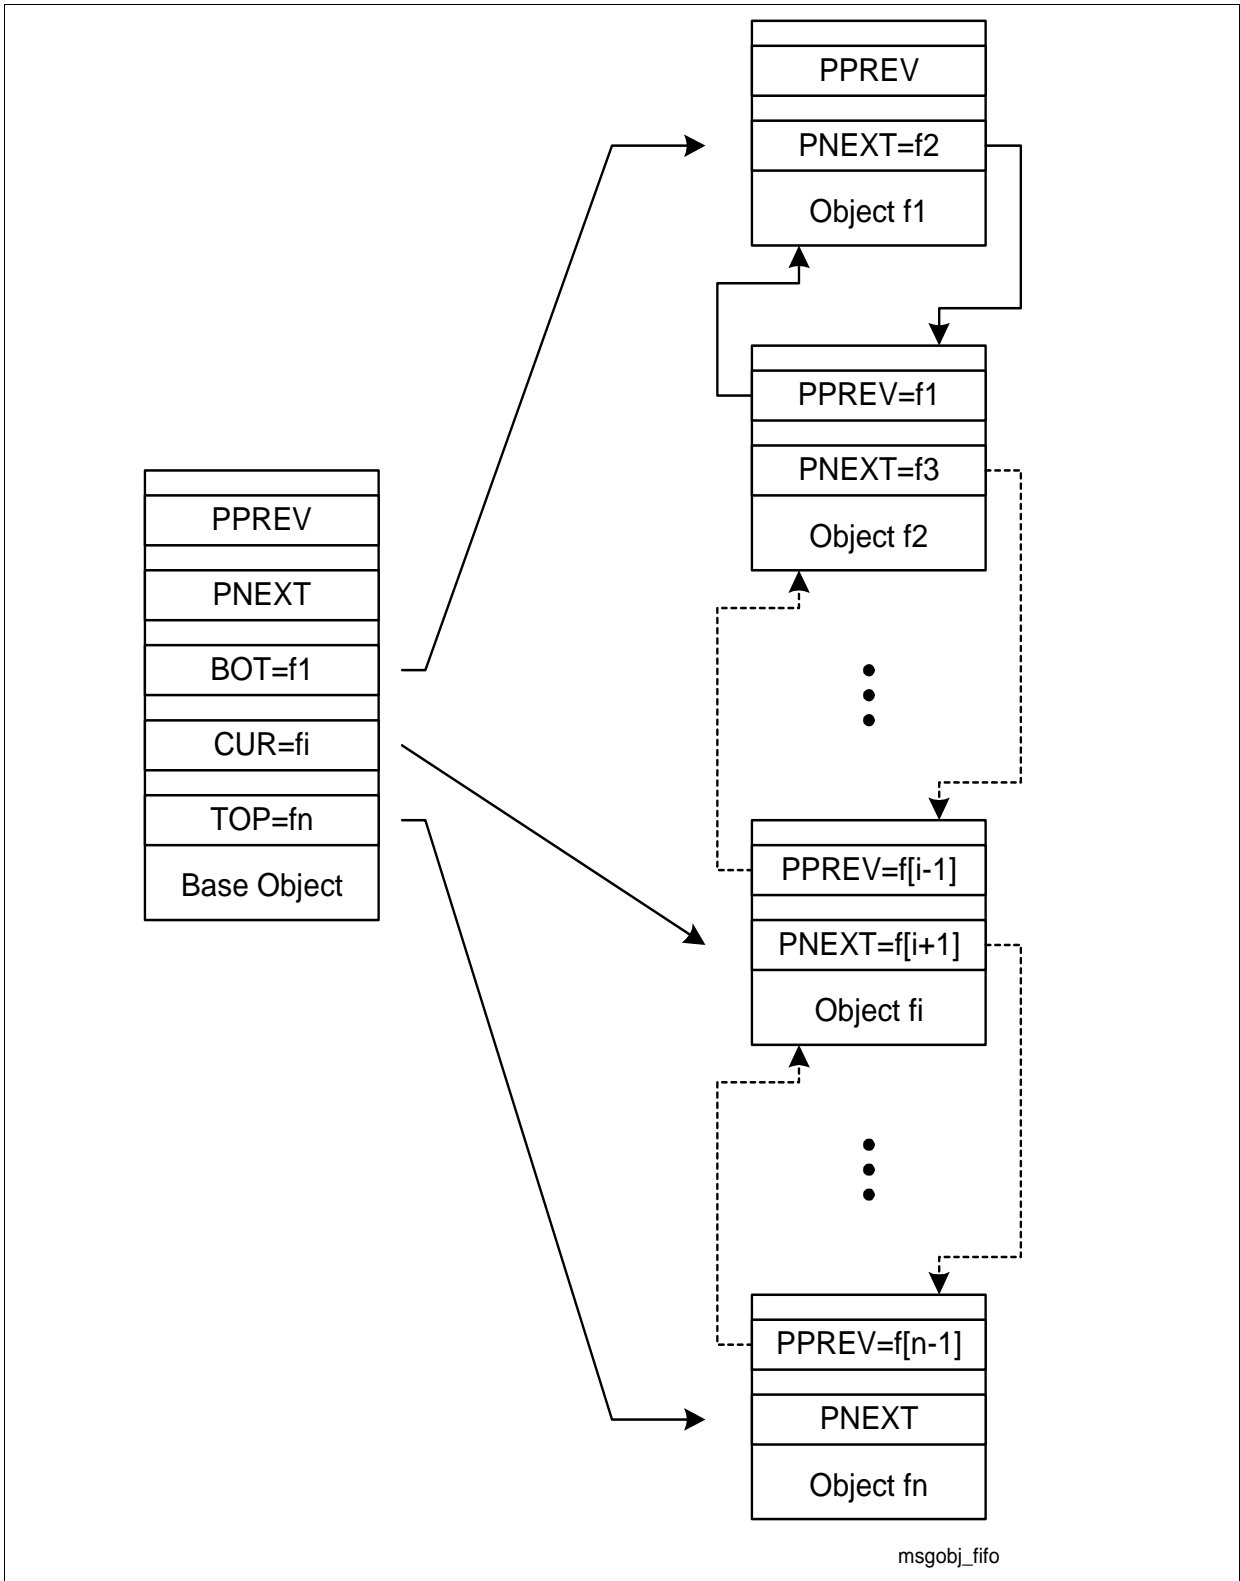 PPREV
PNEXT=f2
Object f1
PPREV=f1
PNEXT=f3
Object f2
PPREV
PNEXT
BOT=f1
CUR=fi
TOP=fn
Base Object
PPREV=f[i-1]
PNEXT=f[i+1]
Object fi
PPREV=f[n-1]
PNEXT
Object fn
msgobj_fifo